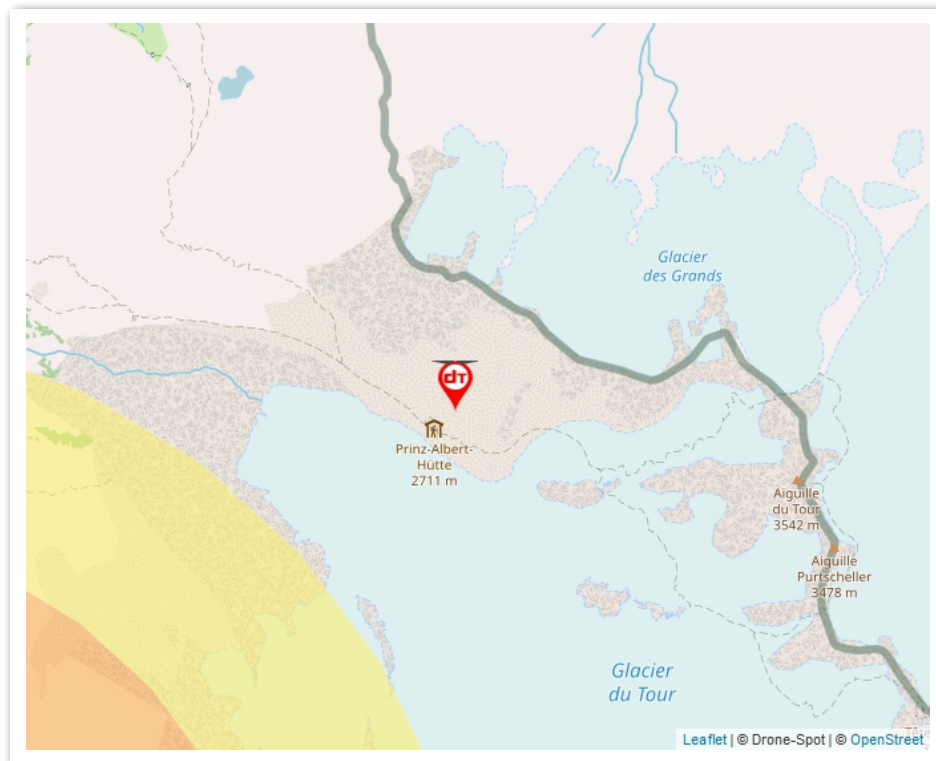 Glacier
des Grands
dT
Prinz-Albert-
Hütte
2711 m
Aiguille
du Tour
3542 m
Aiguille
Purtscheller
3478 m
Glacier
du Tour
Leaflet | © Drone-Spot | © OpenStreet